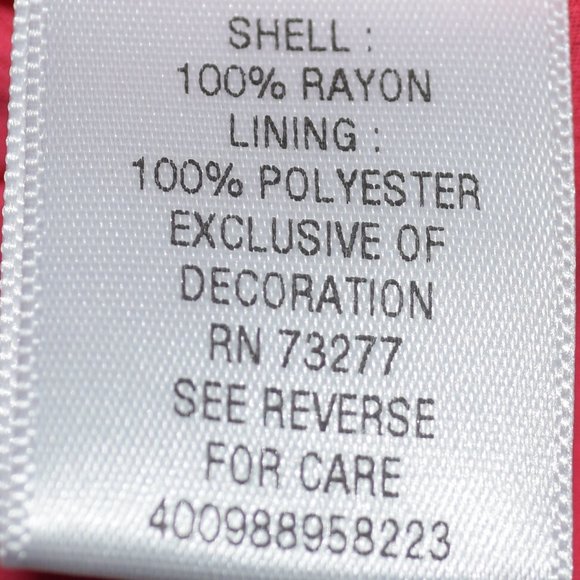 SHELL :
100% RAYON
LINING :
100% POLYESTER
EXCLUSIVE OF
DECORATION
RN 73277
SEE REVERSE
FOR CARE
400988958223